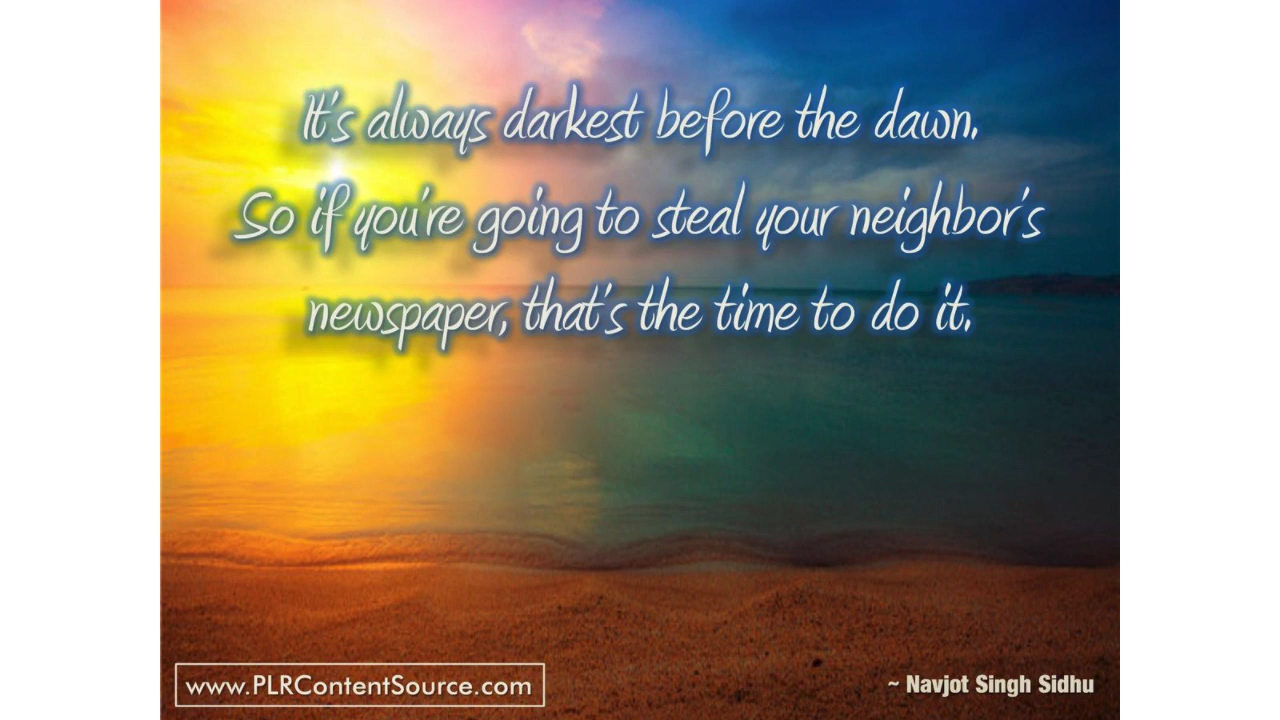 It's always darkest before the dawn.
So if you're going to steal your neighbor's
newspaper, that's the time to do it.
www.PLRContentSource.com
~ Navjot Singh Sidhu